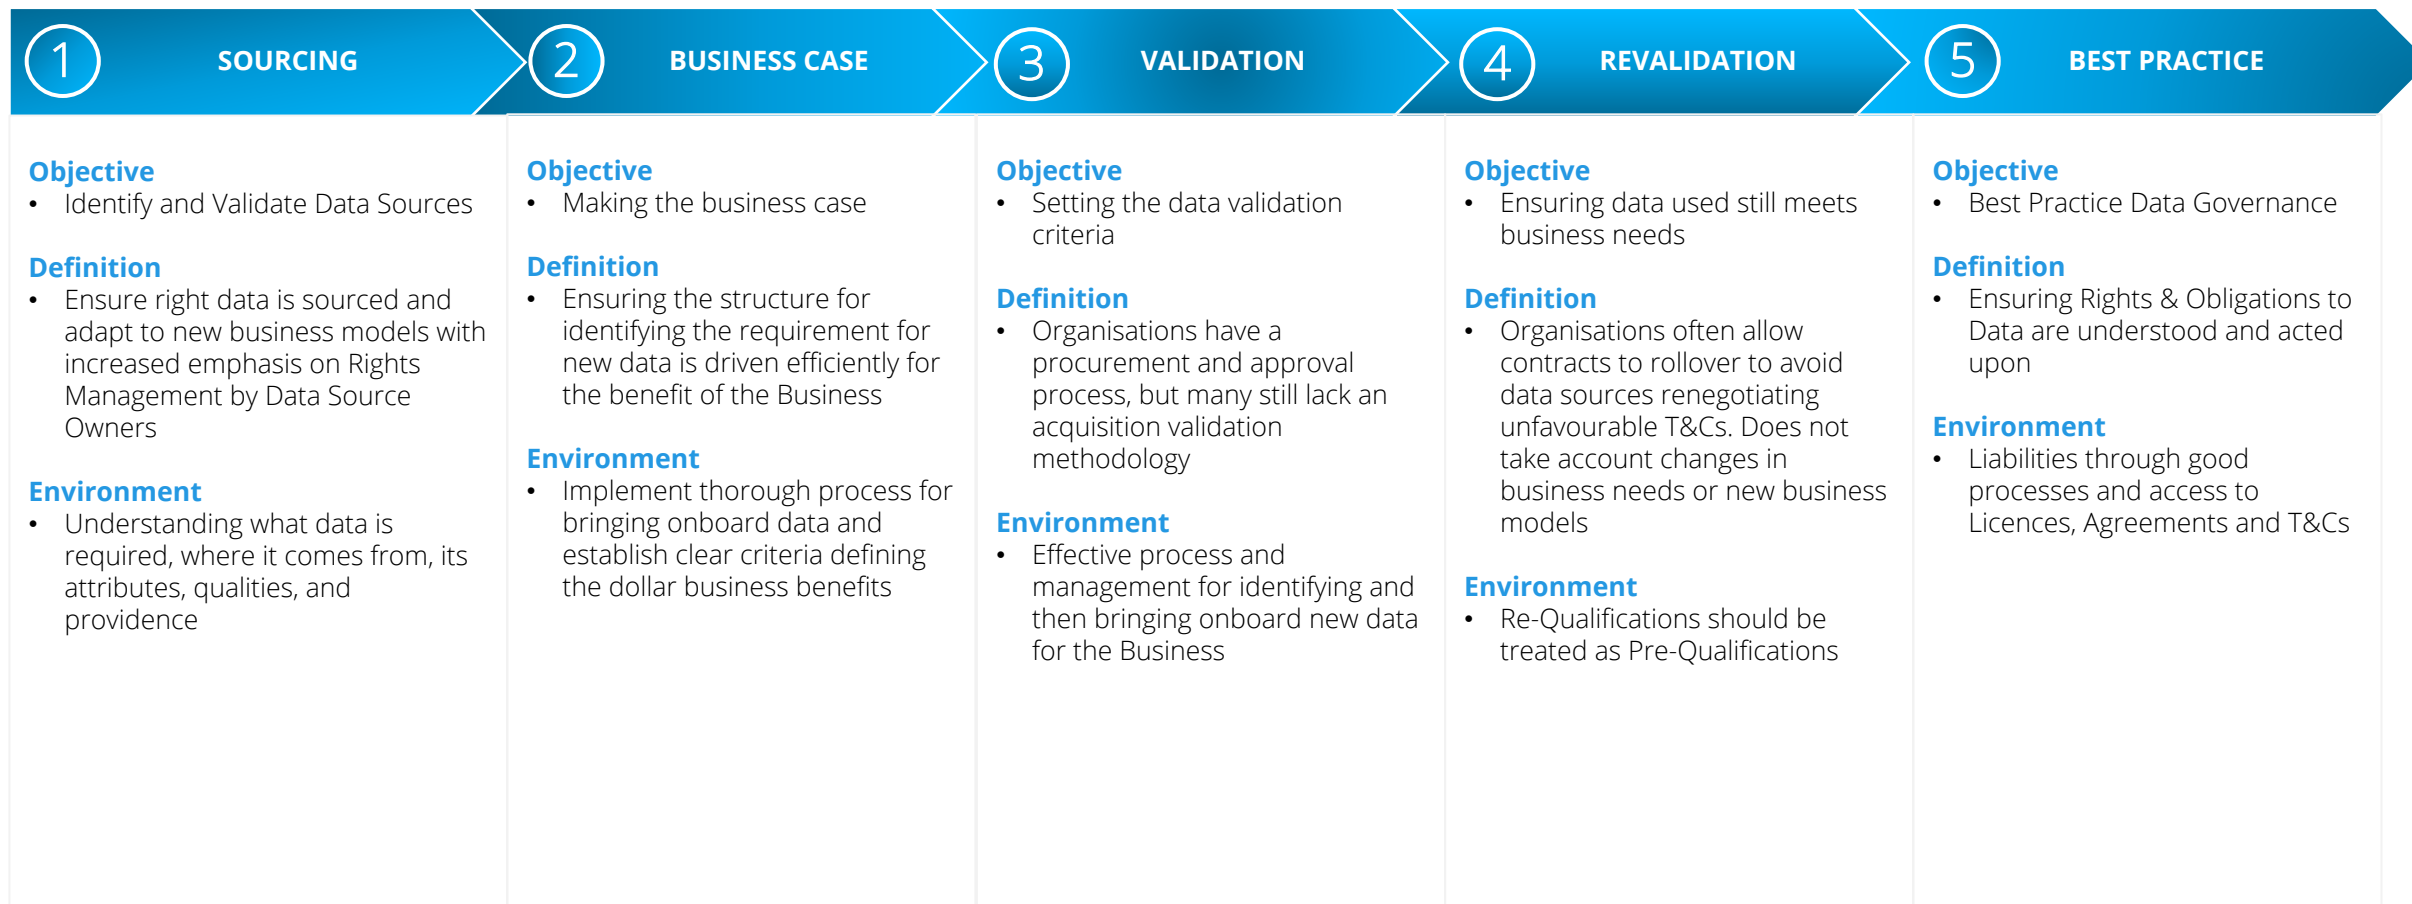 1
SOURCING
2
BUSINESS CASE
3
VALIDATION
4
REVALIDATION
5
BEST PRACTICE
Objective
• Identify and Validate Data Sources
Definition
• Ensure right data is sourced and
adapt to new business models with
increased emphasis on Rights
Management by Data Source
Owners
Environment
• Understanding what data is
required, where it comes from, its
attributes, qualities, and
providence
Objective
• Making the business case
Definition
• Ensuring the structure for
identifying the requirement for
new data is driven efficiently for
the benefit of the Business
Environment
• Implement thorough process for
bringing onboard data and
establish clear criteria defining
the dollar business benefits
Objective
• Setting the data validation
criteria
Definition
• Organisations have a
procurement and approval
process, but many still lack an
acquisition validation
methodology
Environment
• Effective process and
management for identifying and
then bringing onboard new data
for the Business
Objective
• Ensuring data used still meets
business needs
Definition
• Organisations often allow
contracts to rollover to avoid
data sources renegotiating
unfavourable T&Cs. Does not
take account changes in
business needs or new business
models
Environment
• Re-Qualifications should be
treated as Pre-Qualifications
Objective
• Best Practice Data Governance
Definition
• Ensuring Rights & Obligations to
Data are understood and acted
upon
Environment
• Liabilities through good
processes and access to
Licences, Agreements and T&Cs